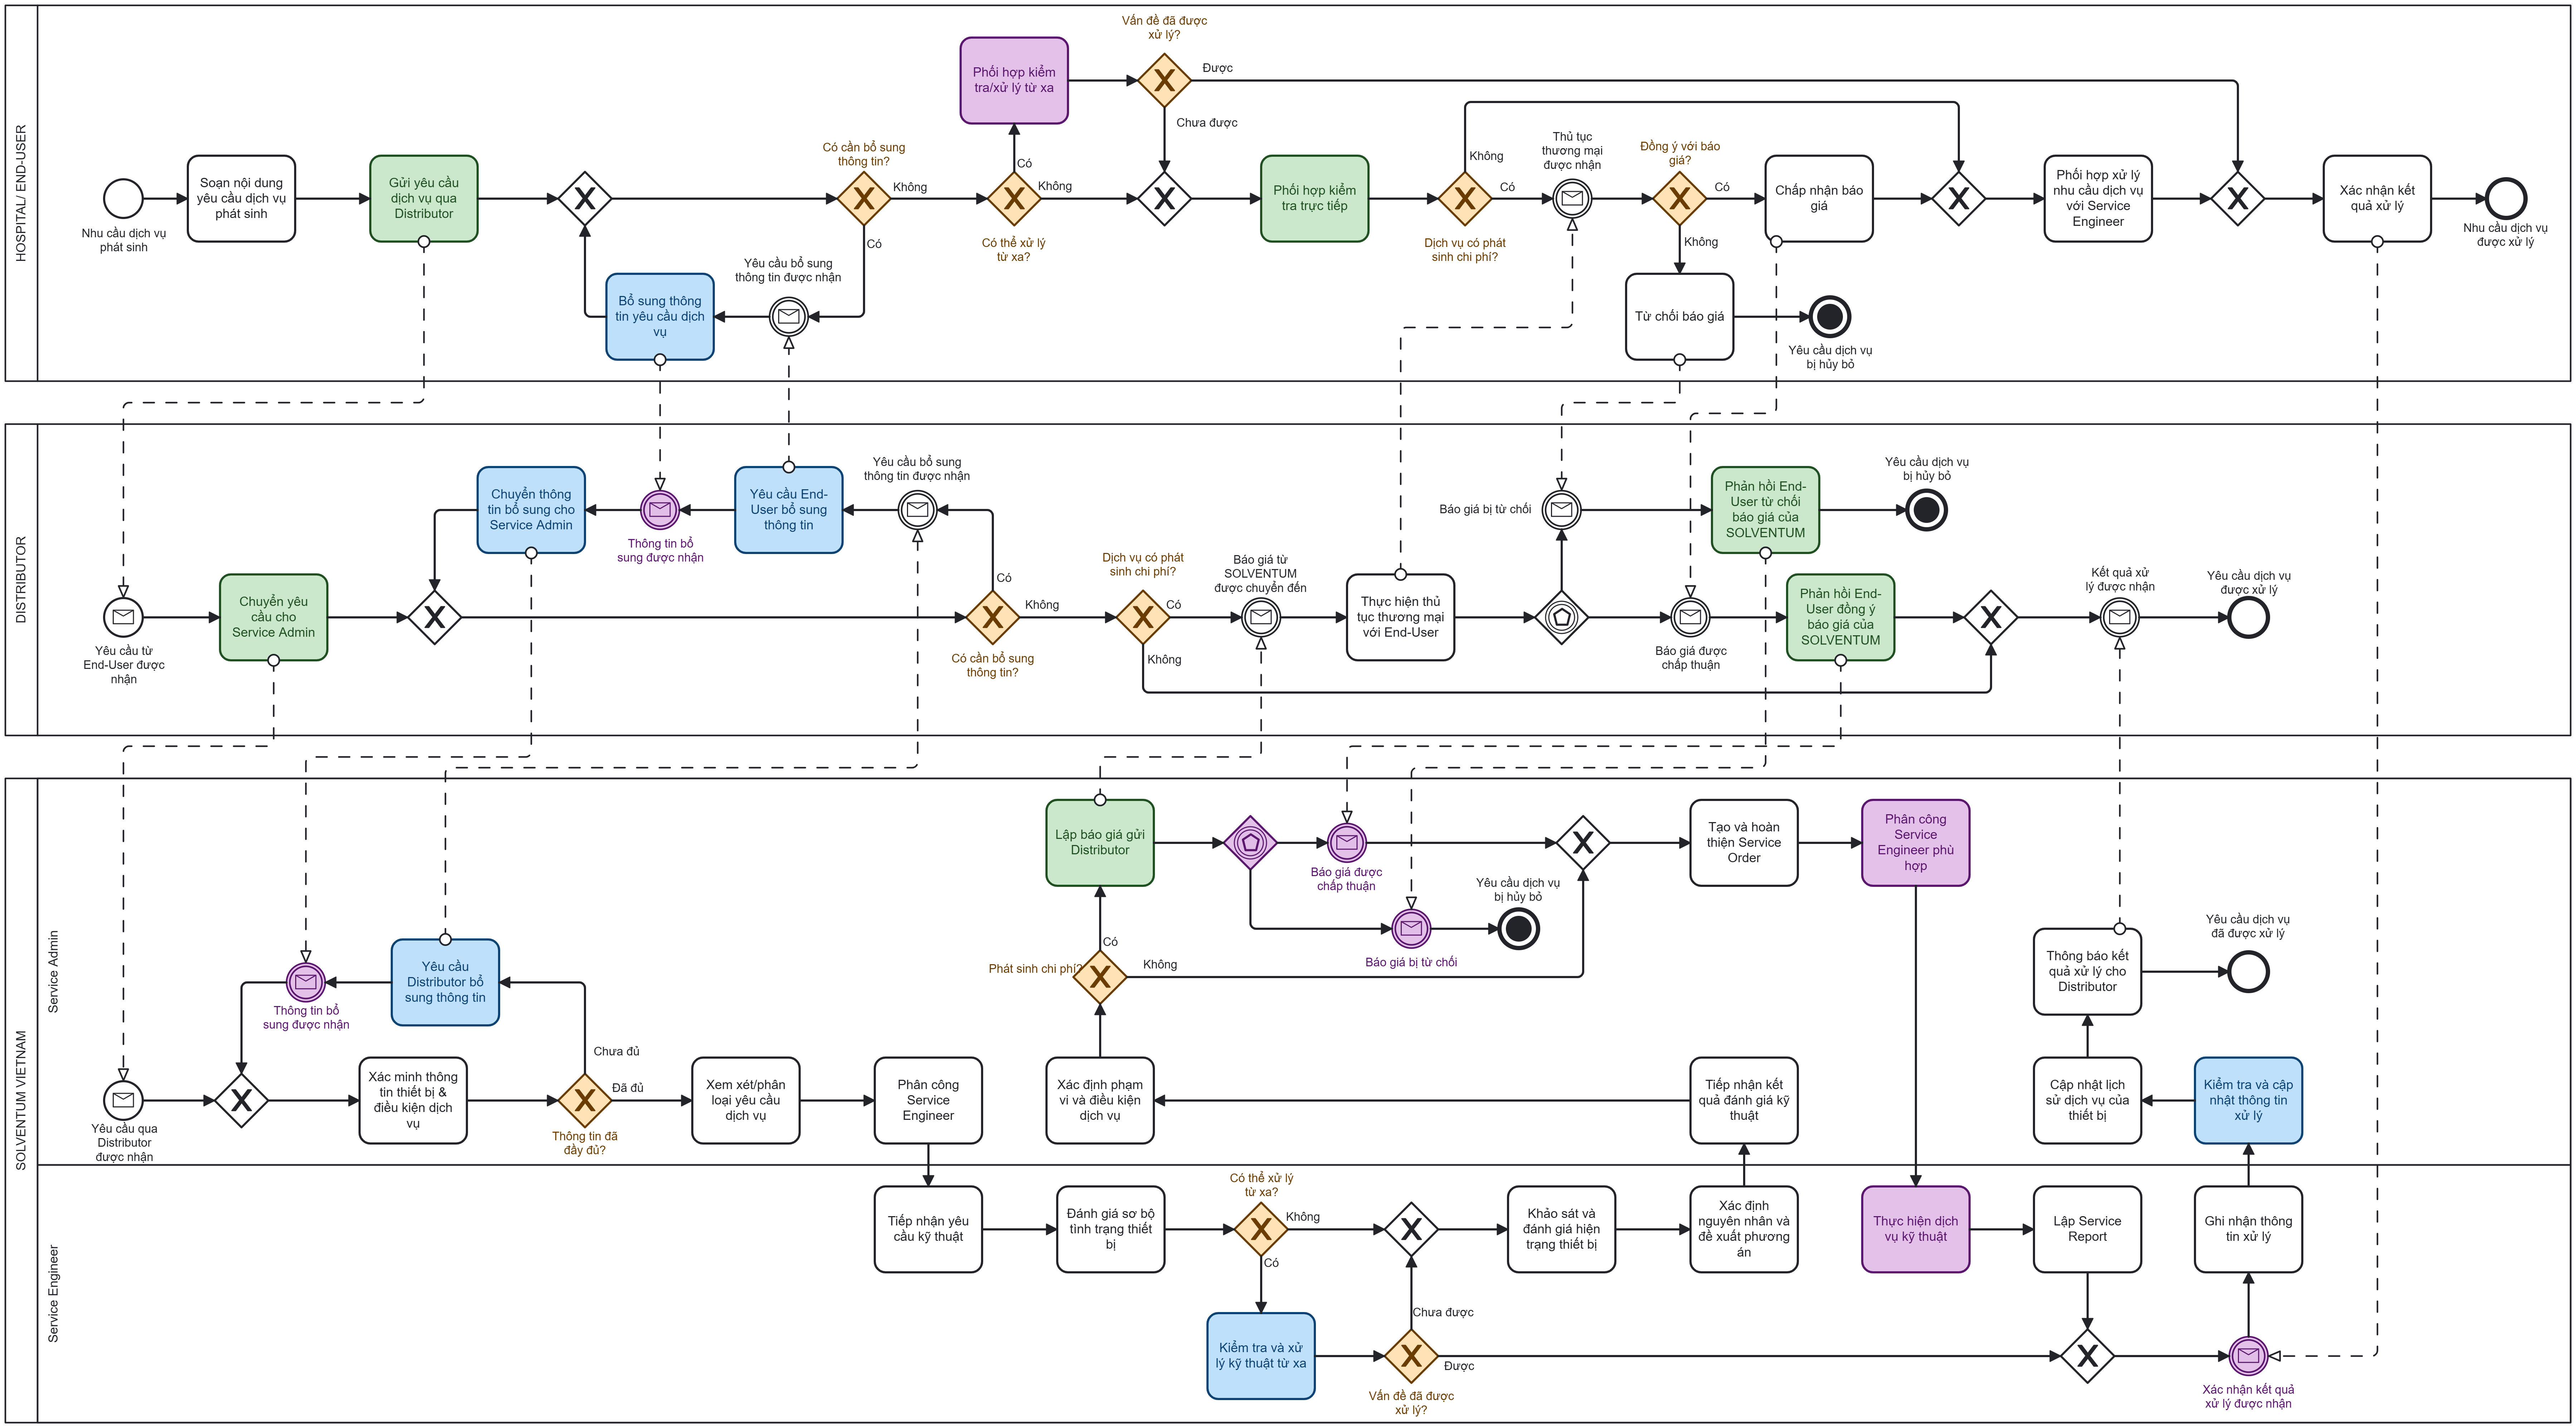 HOSPITAL/ END-USER
Vấn đề đã được
xử lý?
Phối hợp kiểm
tra/xử lý từ xa
Được
Chưa được
Nhu cầu dịch vụ
phát sinh
Soạn nội dung
yêu cầu dịch vụ
phát sinh
Gửi yêu cầu
dịch vụ qua
Distributor
Có cần bổ sung
thông tin?
Không
Có
Có
Không
Có thể xử lý
từ xa?
Yêu cầu bổ sung
thông tin được nhận
Bổ sung thông
tin yêu cầu dịch
vụ
Phối hợp kiểm
tra trực tiếp
Không
Có
Dịch vụ có phát
sinh chi phí?
Thủ tục
thương mại
được nhận
Đồng ý với báo
giá?
Có
Không
Chấp nhận báo
giá
Từ chối báo giá
Yêu cầu dịch vụ
bị hủy bỏ
Phối hợp xử lý
nhu cầu dịch vụ
với Service
Engineer
Xác nhận kết
quả xử lý
Nhu cầu dịch vụ
được xử lý
DISTRIBUTOR
Yêu cầu từ
End-User được
nhận
Chuyển yêu
cầu cho
Service Admin
Chuyển thông
tin bổ sung cho
Service Admin
Thông tin bổ
sung được nhận
Yêu cầu End-
User bổ sung
thông tin
Yêu cầu bổ sung
thông tin được nhận
Có
Không
Có cần bổ sung
thông tin?
Dịch vụ có phát
sinh chi phí?
Có
Không
Báo giá từ
SOLVENTUM
được chuyển đến
Thực hiện thủ
tục thương mại
với End-User
Báo giá bị từ chối
Báo giá được
chấp thuận
Phản hồi End-
User từ chối
báo giá của
SOLVENTUM
Yêu cầu dịch vụ
bị hủy bỏ
Phản hồi End-
User đồng ý
báo giá của
SOLVENTUM
Kết quả xử
lý được nhận
Yêu cầu dịch vụ
được xử lý
SOLVENTUM VIETNAM
Service Admin
Yêu cầu qua
Distributor
được nhận
Thông tin bổ
sung được nhận
Yêu cầu
Distributor bổ
sung thông tin
Xác minh thông
tin thiết bị &
điều kiện dịch
vụ
Chưa đủ
Đã đủ
Thông tin đã
đầy đủ?
Xem xét/phân
loại yêu cầu
dịch vụ
Phân công
Service
Engineer
Lập báo giá gửi
Distributor
Có
Phát sinh chi phí?
Không
Xác định phạm
vi và điều kiện
dịch vụ
Báo giá được
chấp thuận
Báo giá bị từ chối
Yêu cầu dịch vụ
bị hủy bỏ
Tạo và hoàn
thiện Service
Order
Phân công
Service
Engineer phù
hợp
Tiếp nhận kết
quả đánh giá kỹ
thuật
Thông báo kết
quả xử lý cho
Distributor
Yêu cầu dịch vụ
đã được xử lý
Cập nhật lịch
sử dịch vụ của
thiết bị
Kiểm tra và cập
nhật thông tin
xử lý
Service Engineer
Tiếp nhận yêu
cầu kỹ thuật
Đánh giá sơ bộ
tình trạng thiết
bị
Có thể xử lý
từ xa?
Không
Có
Kiểm tra và xử
lý kỹ thuật từ xa
Chưa được
Được
Vấn đề đã được
xử lý?
Khảo sát và
đánh giá hiện
trạng thiết bị
Xác định
nguyên nhân và
đề xuất phương
án
Thực hiện dịch
vụ kỹ thuật
Lập Service
Report
Ghi nhận thông
tin xử lý
Xác nhận kết quả
xử lý được nhận